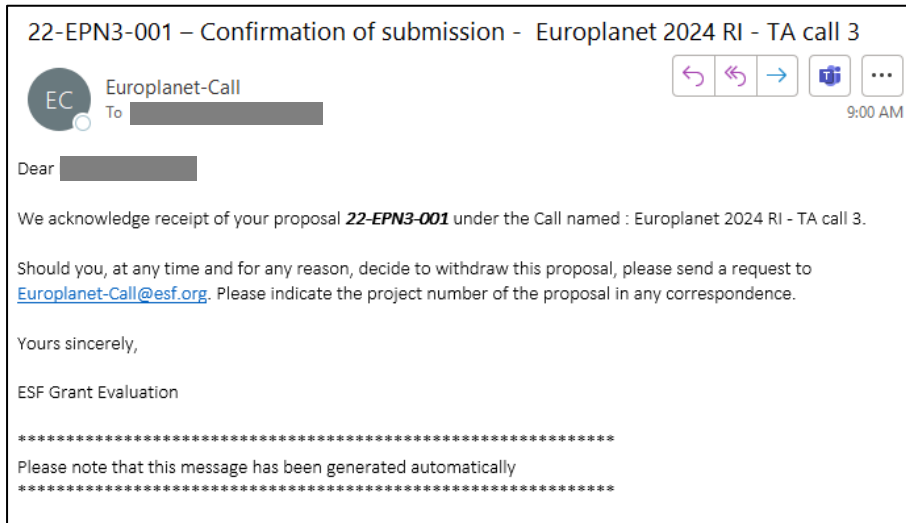 22-EPN3-001 – Confirmation of submission - Europlanet 2024 RI - TA call 3
EC
Europlanet-Call
To
9:00 AM
Dear
We acknowledge receipt of your proposal 22-EPN3-001 under the Call named : Europlanet 2024 RI - TA call 3.
Should you, at any time and for any reason, decide to withdraw this proposal, please send a request to
Europlanet-Call@esf.org. Please indicate the project number of the proposal in any correspondence.
Yours sincerely,
ESF Grant Evaluation
***************************************************************
Please note that this message has been generated automatically
***************************************************************